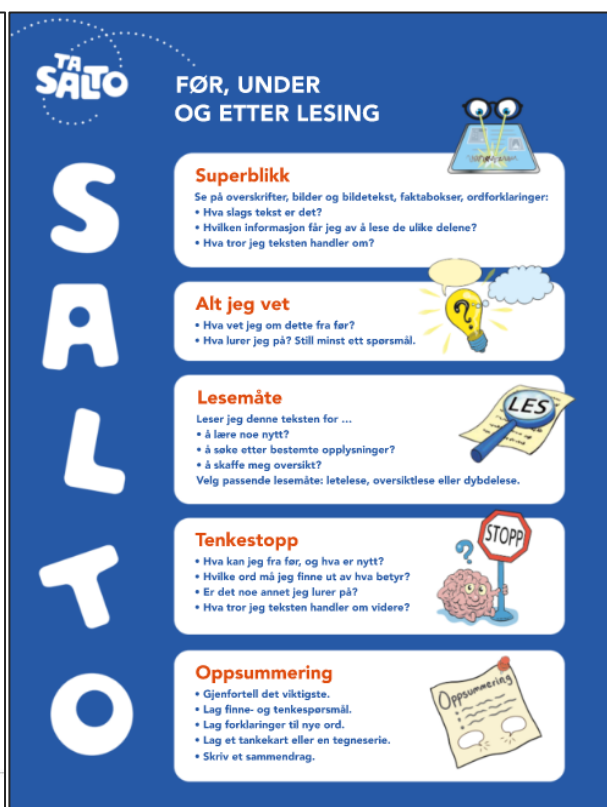 TA
SALTO
FØR, UNDER
OG ETTER LESING
S
Superblikk
Se på overskrifter, bilder og bildetekst, faktabokser, ordforklaringer:
• Hva slags tekst er det?
• Hvilken informasjon får jeg av å lese de ulike delene?
• Hva tror jeg teksten handler om?
A
Alt jeg vet
• Hva vet jeg om dette fra før?
• Hva lurer jeg på? Still minst ett spørsmål.
?
L
Lesemåte
Leser jeg denne teksten for ...
• å lære noe nytt?
• å søke etter bestemte opplysninger?
• å skaffe meg oversikt?
Velg passende lesemåte: letelese, oversiktlese eller dybdelese.
LES
T
Tenkestopp
• Hva kan jeg fra før, og hva er nytt?
• Hvilke ord må jeg finne ut av hva betyr?
• Er det noe annet jeg lurer på?
• Hva tror jeg teksten handler om videre?
STOPP
?
O
Oppsummering
• Gjenfortell det viktigste.
• Lag finne- og tenkespørsmål.
• Lag forklaringer til nye ord.
• Lag et tankekart eller en tegneserie.
• Skriv et sammendrag.
Oppsummering